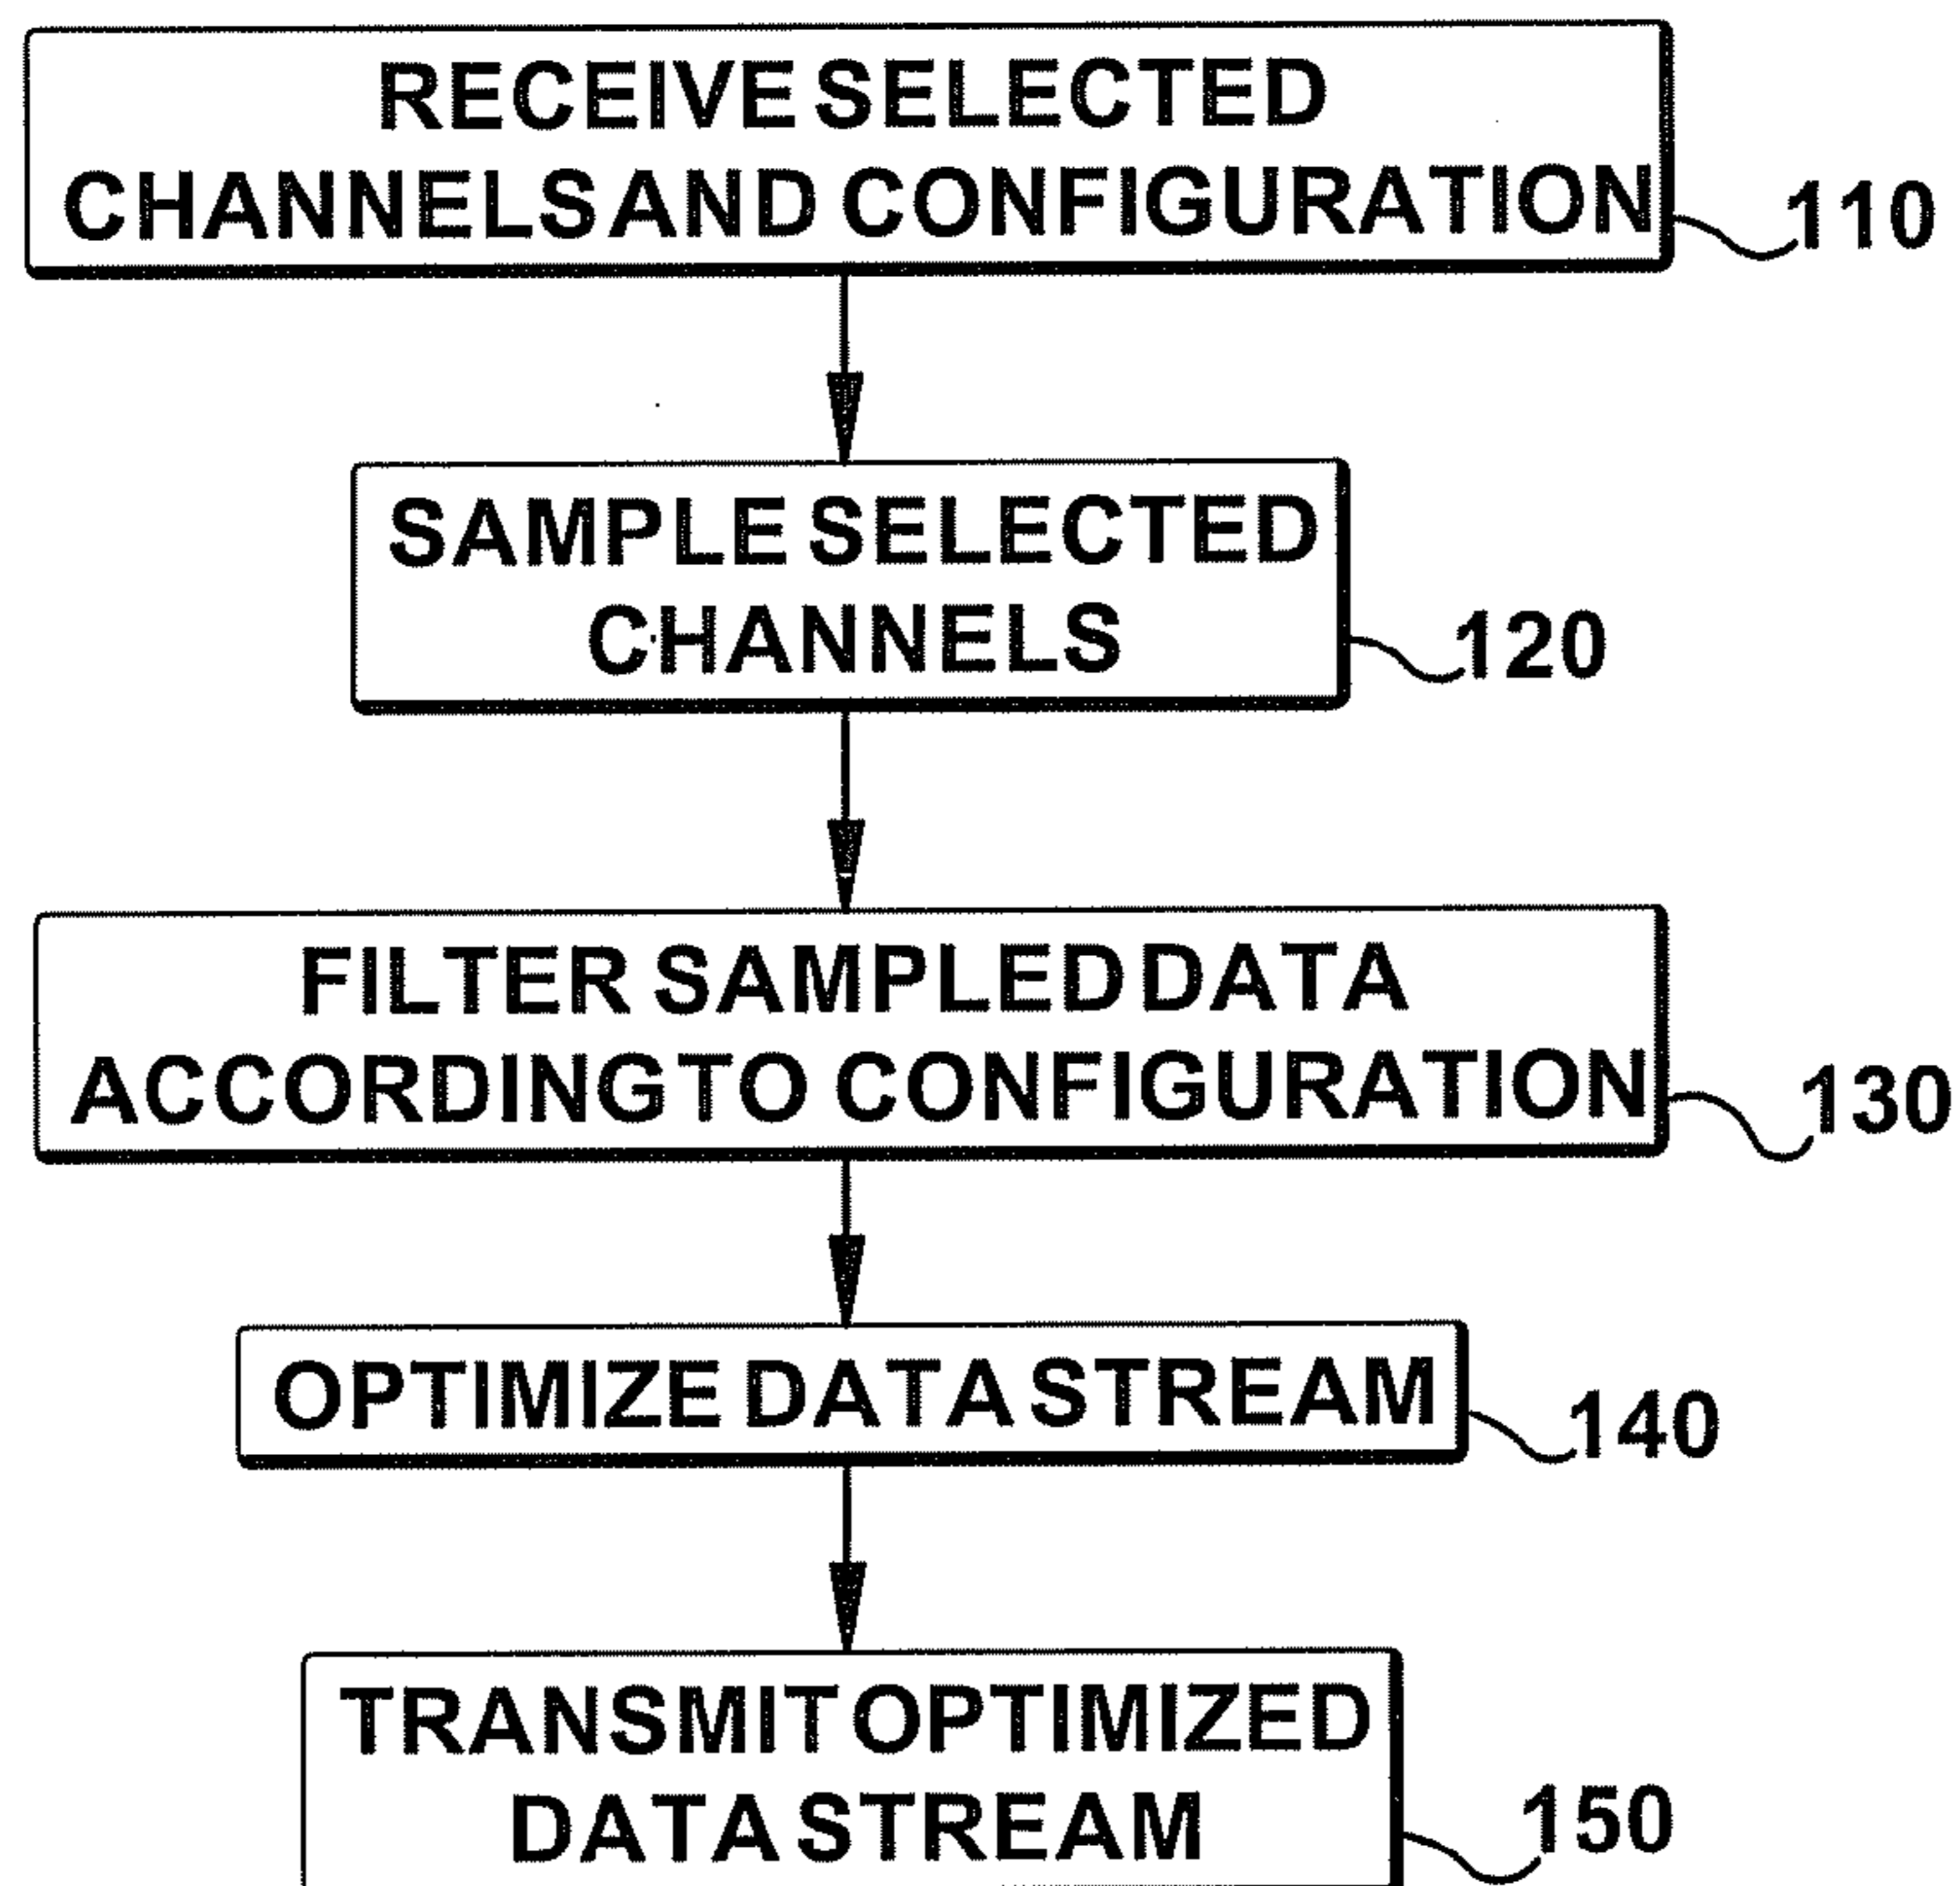 RECEIVE SELECTED
CHANNELS AND CONFIGURATION
110
SAMPLE SELECTED
CHANNELS
120
FILTER SAMPLED DATA
ACCORDING TO CONFIGURATION
130
OPTIMIZE DATA STREAM
140
TRANSMIT OPTIMIZED
DATA STREAM
150